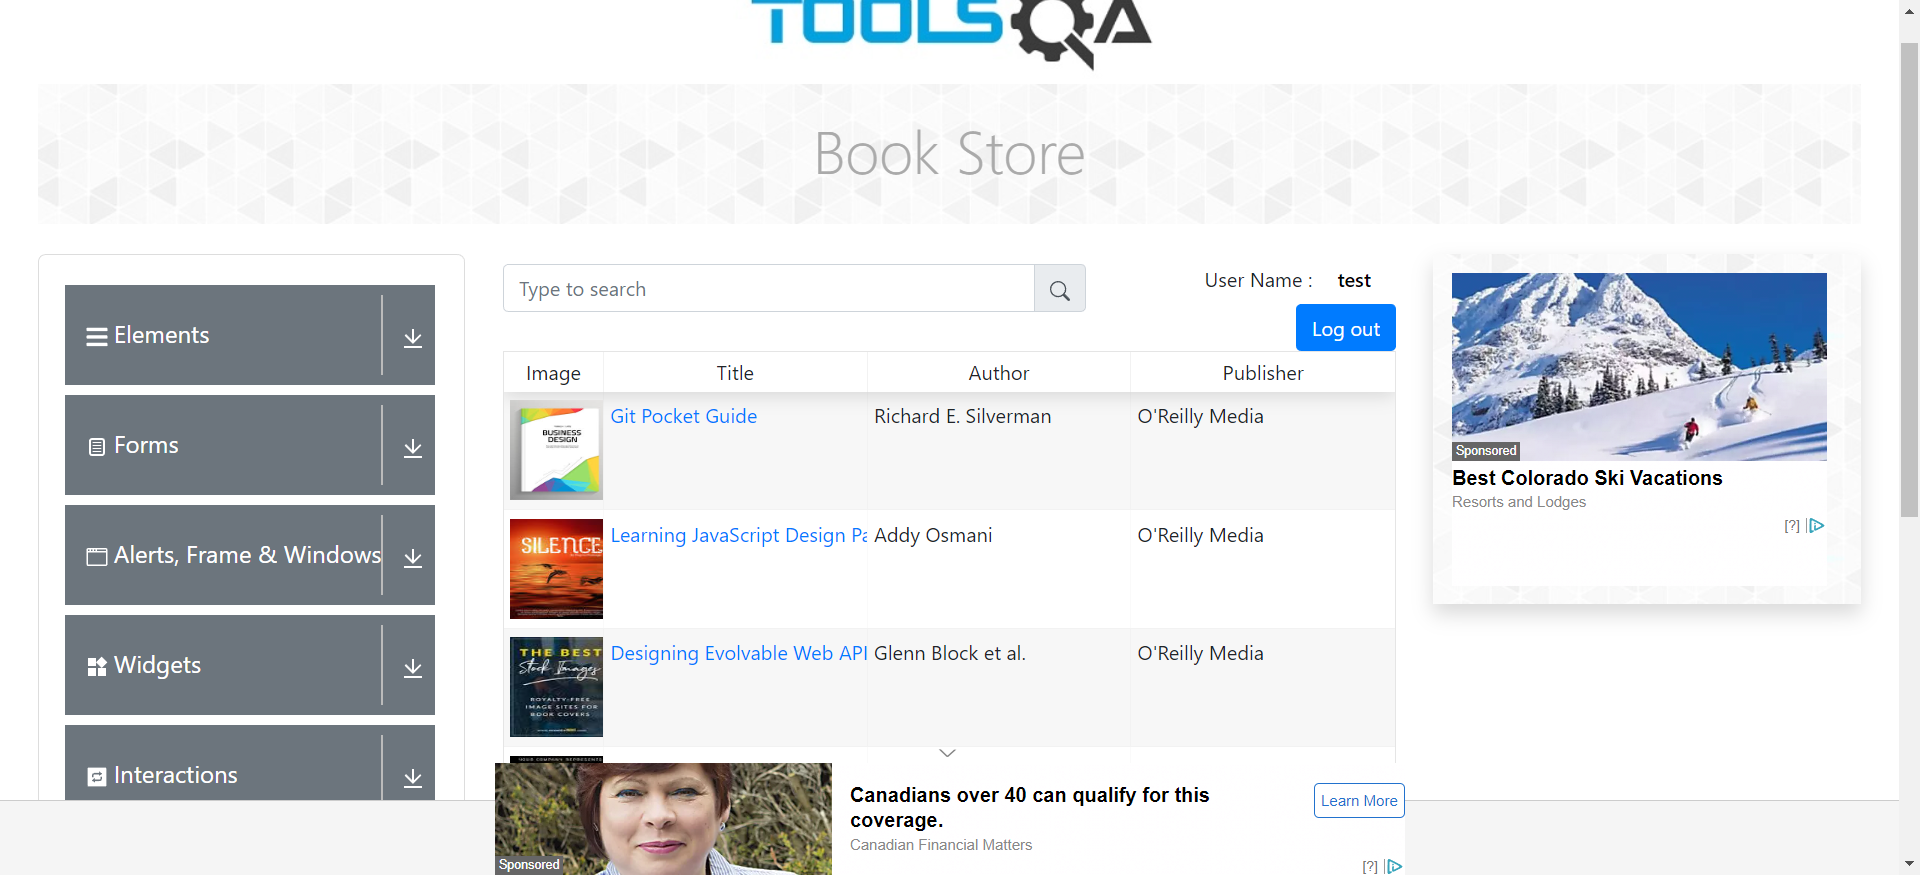 TOOLSQA
Book Store
Elements
Forms
Alerts, Frame & Windows
Widgets
Interactions
Type to search
User Name :
test
Log out
Image
Title
Author
Publisher
BUSINESS
DESIGN
Git Pocket Guide
Richard E. Silverman
O'Reilly Media
SILENCE
Learning JavaScript Design Pa
Addy Osmani
O'Reilly Media
THE BEST
Stock Images
ROYALTY-FREE
IMAGE SITES FOR
BOOK COVERS
Designing Evolvable Web API
Glenn Block et al.
O'Reilly Media
YOUR COMPANY REPRESENTS
Sponsored
Best Colorado Ski Vacations
Resorts and Lodges
[?]
Sponsored
Canadians over 40 can qualify for this
coverage.
Canadian Financial Matters
Learn More
[?]